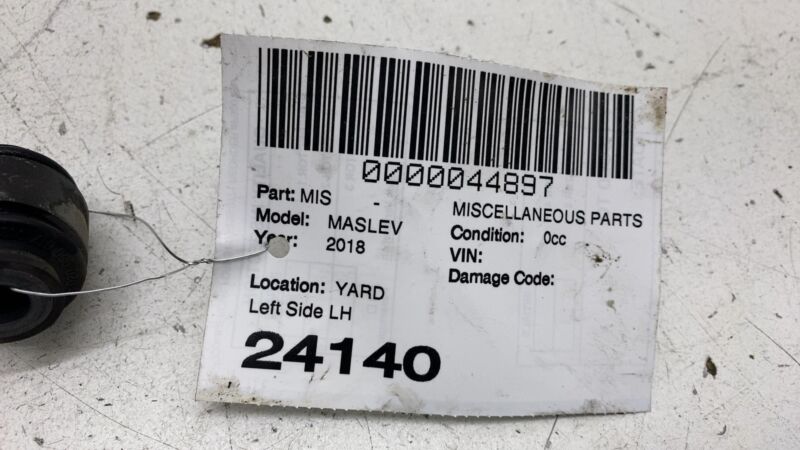 0000044897
Part: MIS - MISCELLANEOUS PARTS
Model: MASLEV Condition: 0cc
Year: 2018 VIN:
Damage Code:
Location: YARD
Left Side LH
24140